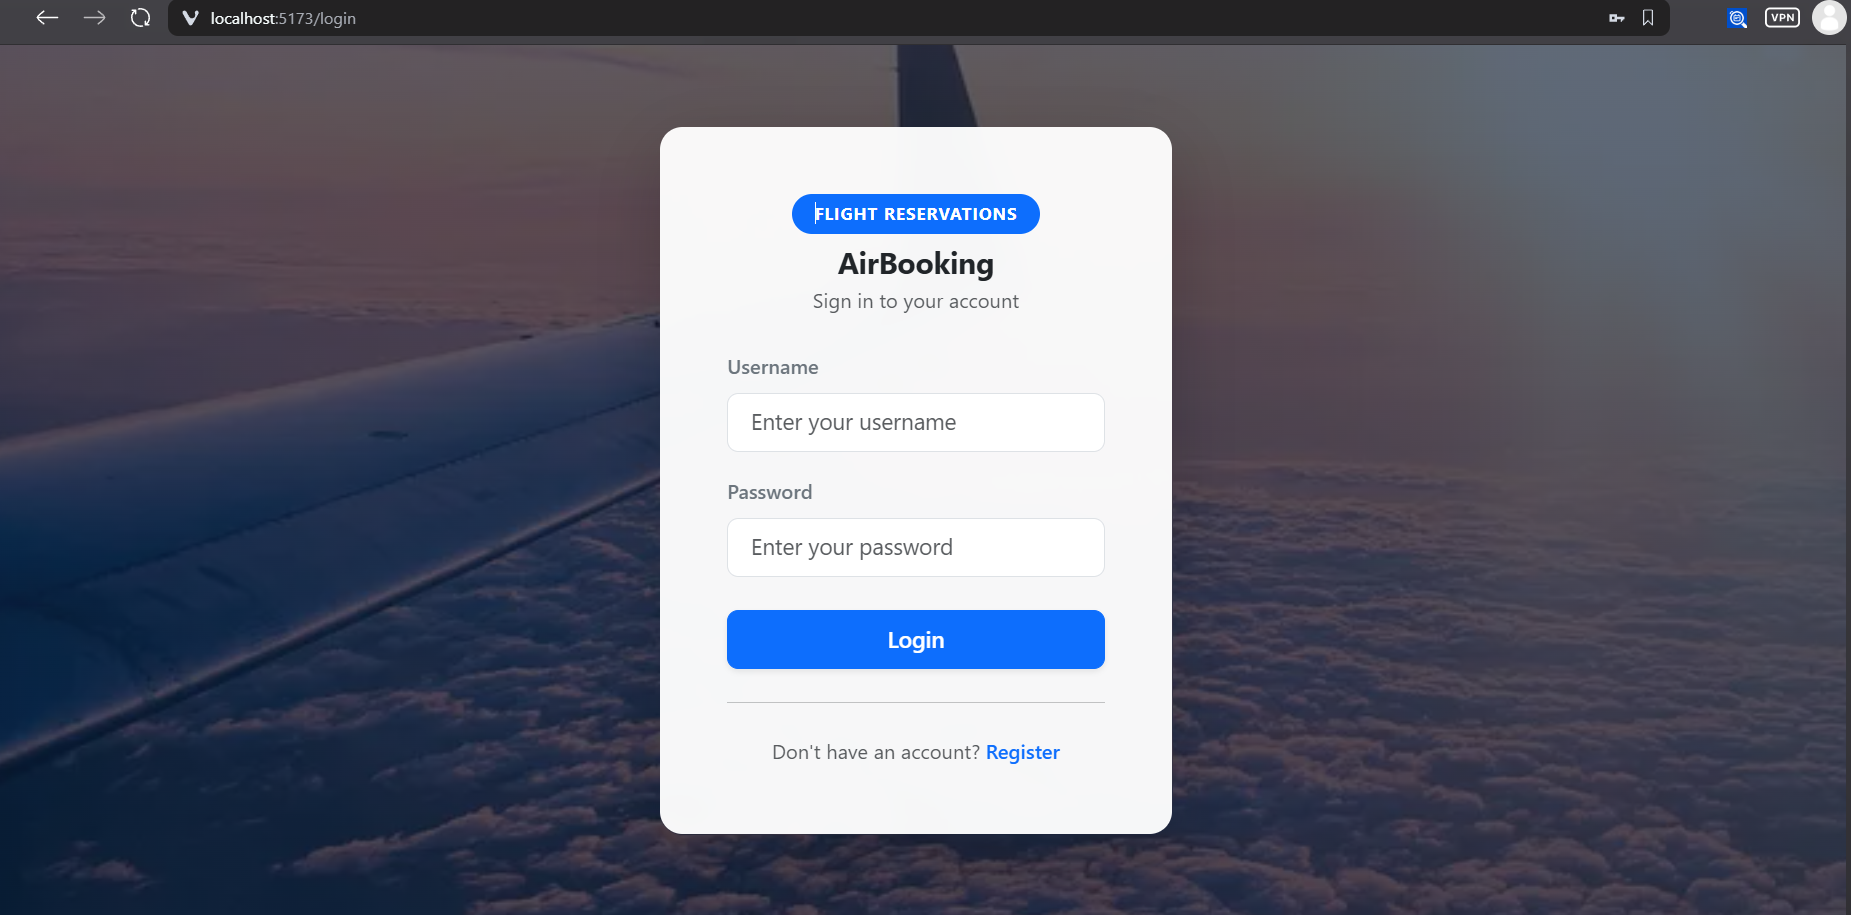 localhost:5173/login
VPN
FLIGHT RESERVATIONS
AirBooking
Sign in to your account
Username
Enter your username
Password
Enter your password
Login
Don't have an account? Register